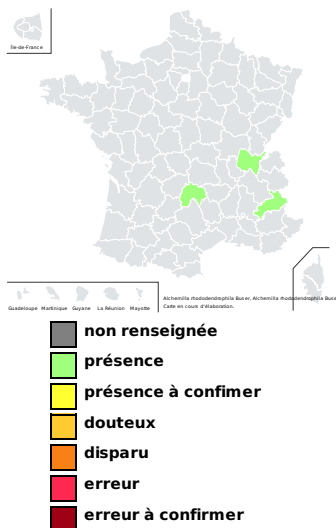 Île-de-France
Guadeloupe Martinique Guyane La Réunion Mayotte
Alchemilla rhododendrophila Buser, Alchemilla rhododendrophila Buse
Carte en cours d'élaboration.
non renseignée
présence
présence à confimer
douteux
disparu
erreur
erreur à confirmer